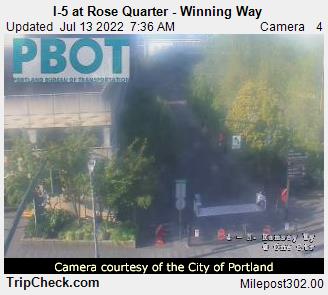 I-5 at Rose Quarter - Winning Way
Updated Jul 13 2022 7:36 AM Camera 4
PBOT
PORTLAND BUREAU OF TRANSPORTATION
Camera courtesy of the City of Portland
TripCheck.com Milepost302.00